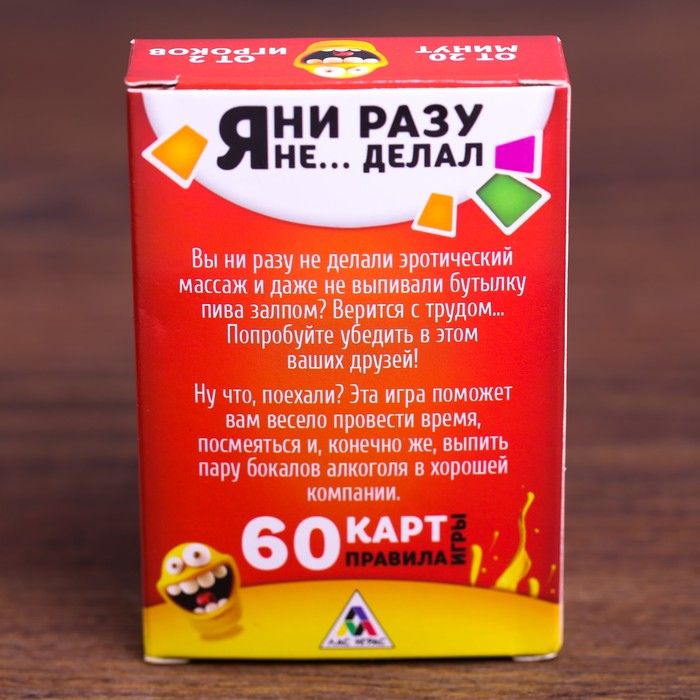 ОТ 2
ИГРОКОВ
ОТ 20
МИНУТ
Я НИ РАЗУ
НЕ... ДЕЛАЛ
Вы ни разу не делали эротический
массаж и даже не выпивали бутылку
пива залпом? Верится с трудом...
Попробуйте убедить в этом
ваших друзей!
Ну что, поехали? Эта игра поможет
вам весело провести время,
посмеяться и, конечно же, выпить
пару бокалов алкоголя в хорошей
компании.
60 КАРТ
ПРАВИЛА
ИГРЫ
ЛАС ИГРАС